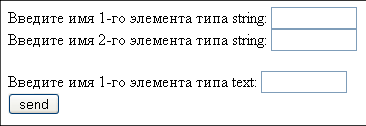 Введите имя 1-го элемента типа string:
Введите имя 2-го элемента типа string:
Введите имя 1-го элемента типа text:
send